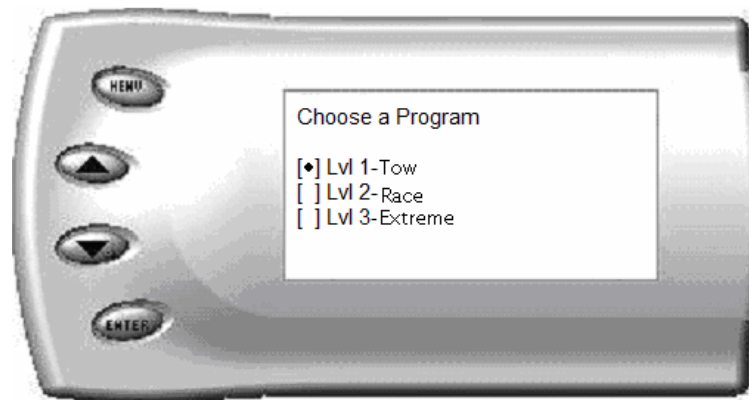 MENU
Choose a Program
[♦] Lvl 1-Tow
[ ] Lvl 2-Race
[ ] Lvl 3-Extreme
ENTER